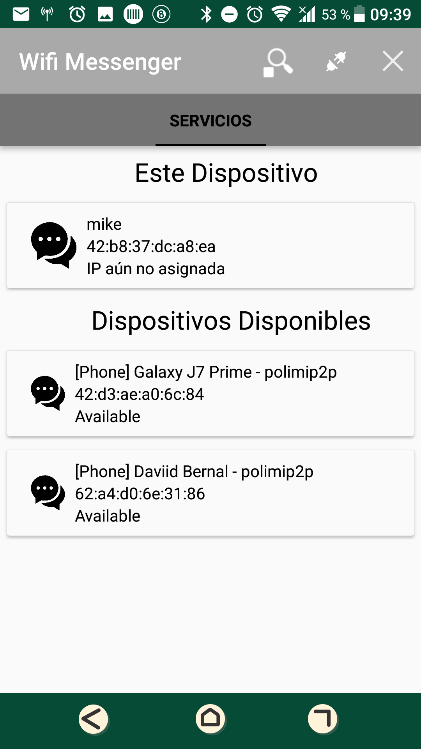 53 % 09:39
Wifi Messenger
SERVICIOS
Este Dispositivo
mike
42:b8:37:dc:a8:ea
IP aún no asignada
Dispositivos Disponibles
[Phone] Galaxy J7 Prime - polimip2p
42:d3:ae:a0:6c:84
Available
[Phone] Daviid Bernal - polimip2p
62:a4:d0:6e:31:86
Available